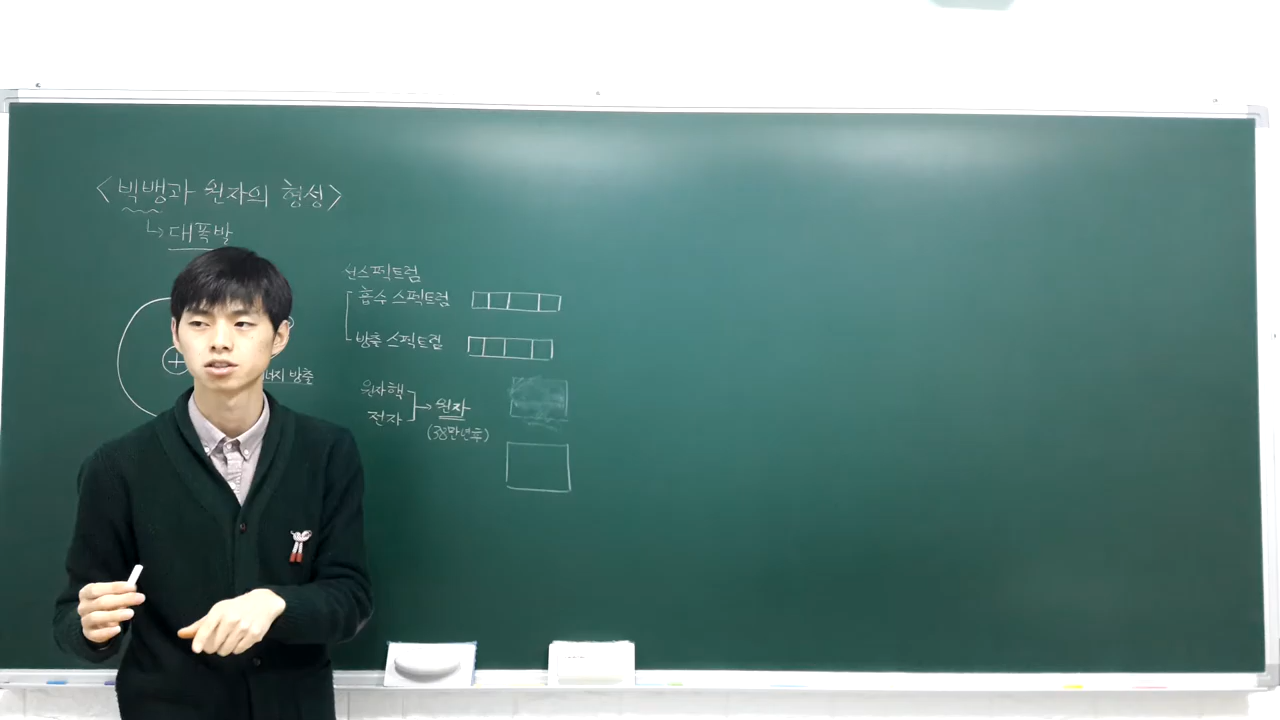 <빅뱅과 원자의 형성>
↳ 대폭발
선스펙트럼
흡수 스펙트럼
방출 스펙트럼
+
너지 방출
원자핵
전자
→ 원자
(38만년후)